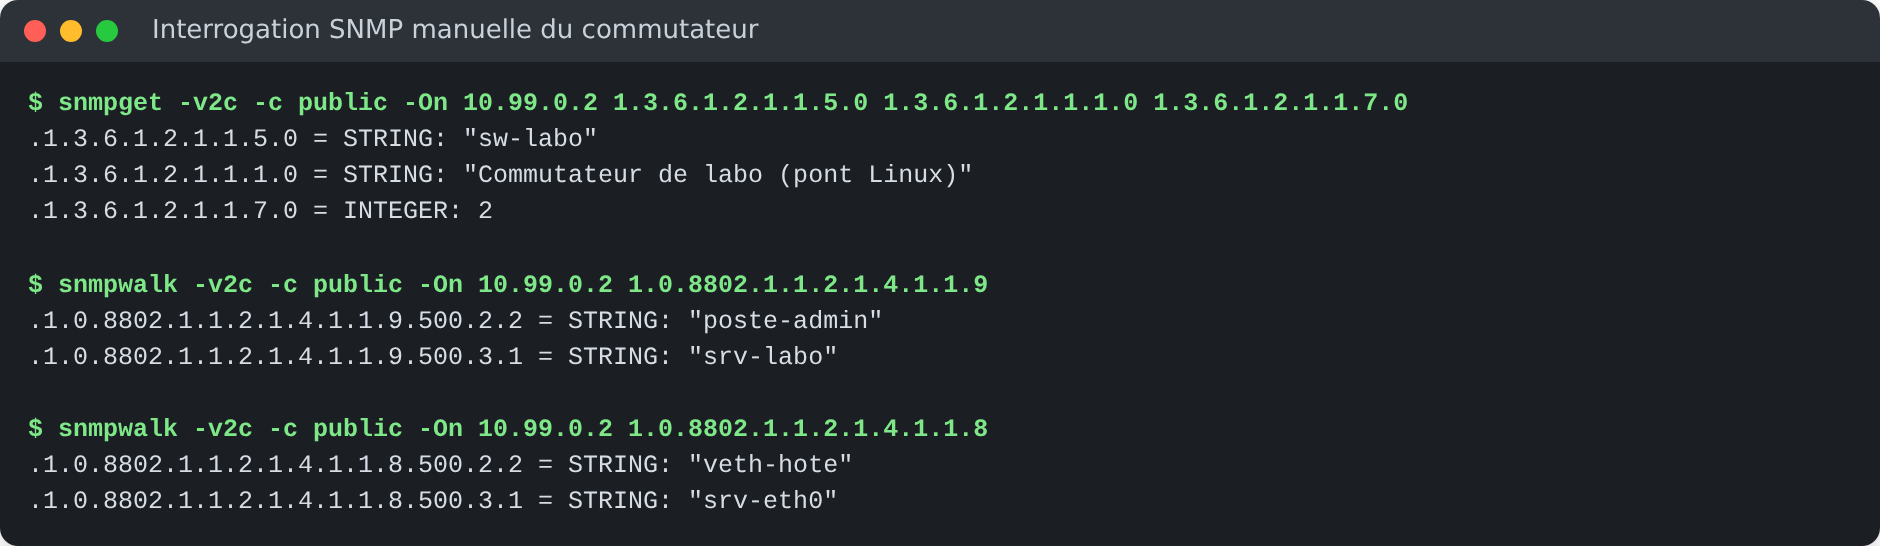 Interrogation SNMP manuelle du commutateur
$ snmpget -v2c -c public -On 10.99.0.2 1.3.6.1.2.1.1.5.0 1.3.6.1.2.1.1.1.0 1.3.6.1.2.1.1.7.0
.1.3.6.1.2.1.1.5.0 = STRING: "sw-labo"
.1.3.6.1.2.1.1.1.0 = STRING: "Commutateur de labo (pont Linux)"
.1.3.6.1.2.1.1.7.0 = INTEGER: 2
$ snmpwalk -v2c -c public -On 10.99.0.2 1.0.8802.1.1.2.1.4.1.1.9
.1.0.8802.1.1.2.1.4.1.1.9.500.2.2 = STRING: "poste-admin"
.1.0.8802.1.1.2.1.4.1.1.9.500.3.1 = STRING: "srv-labo"
$ snmpwalk -v2c -c public -On 10.99.0.2 1.0.8802.1.1.2.1.4.1.1.8
.1.0.8802.1.1.2.1.4.1.1.8.500.2.2 = STRING: "veth-hote"
.1.0.8802.1.1.2.1.4.1.1.8.500.3.1 = STRING: "srv-eth0"